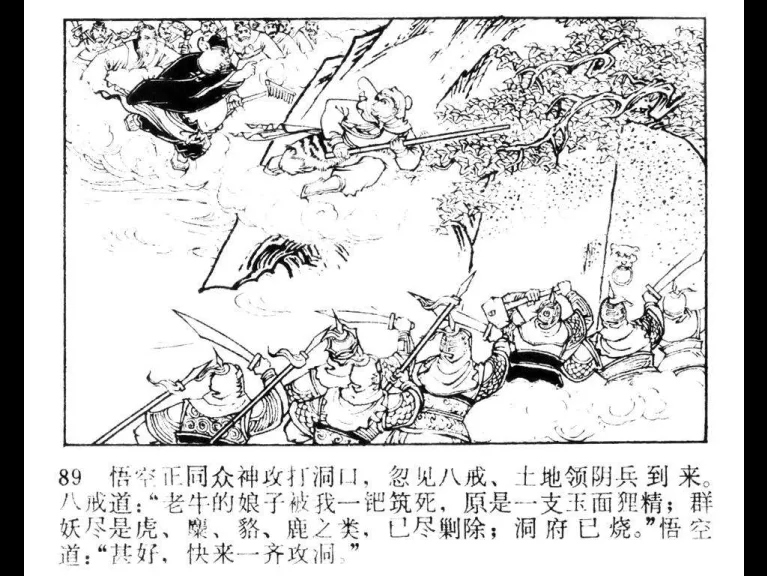 89 悟空正同众神攻打洞口，忽见八戒、土地领阴兵到来。
八戒道：“老牛的娘子被我一钯筑死，原是一支玉面狸精；群
妖尽是虎、麋、貉、鹿之类，已尽剿除；洞府已烧。”悟空
道：“甚好，快来一齐攻洞。”